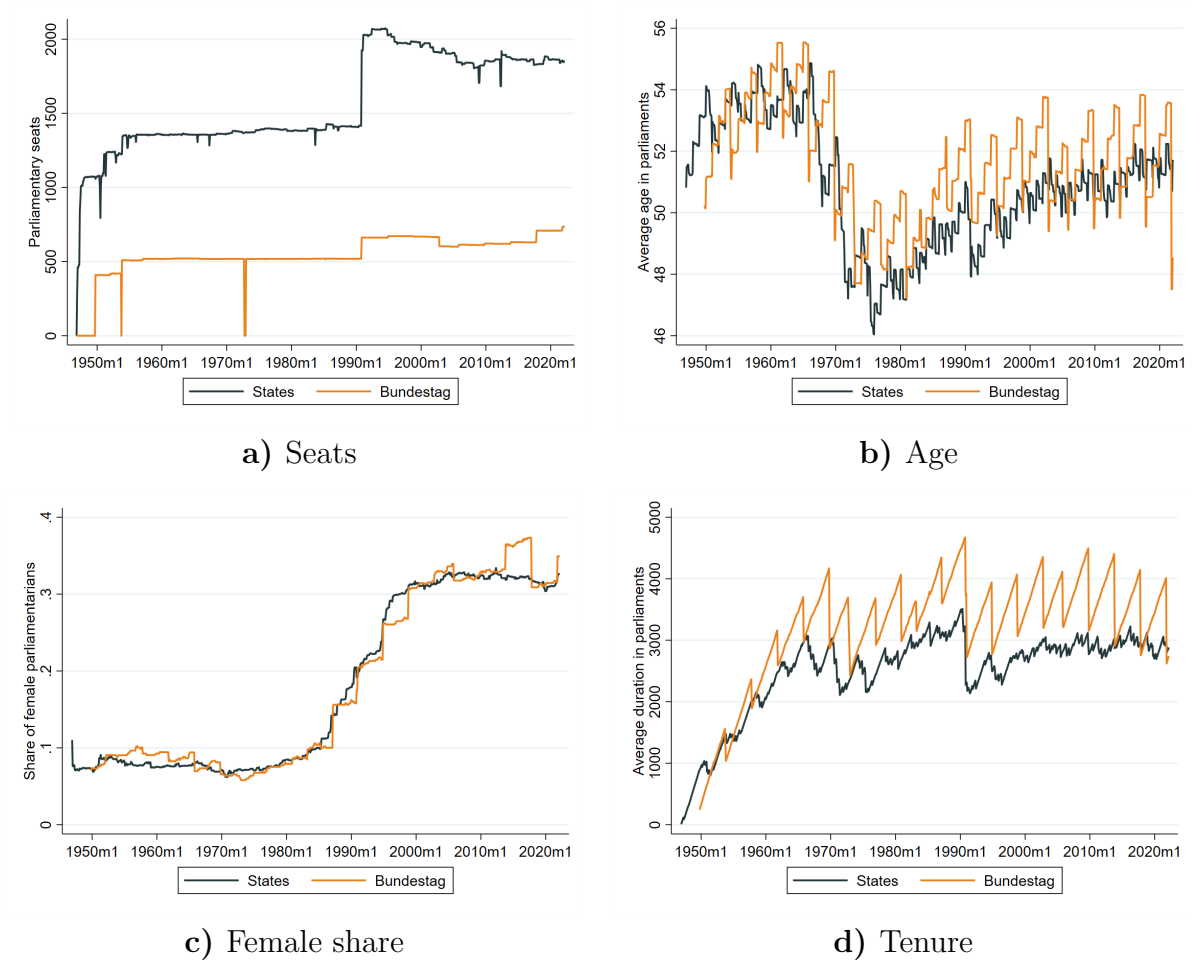 Parliamentary seats
2000
1500
1000
500
0
1950m1 1960m1 1970m1 1980m1 1990m1 2000m1 2010m1 2020m1
States Bundestag
a) Seats
Average age in parliaments
56
54
52
50
48
46
1950m1 1960m1 1970m1 1980m1 1990m1 2000m1 2010m1 2020m1
States Bundestag
b) Age
Share of female parliamentarians
.4
.3
.2
.1
0
1950m1 1960m1 1970m1 1980m1 1990m1 2000m1 2010m1 2020m1
States Bundestag
c) Female share
Average duration in parliaments
5000
4000
3000
2000
1000
0
1950m1 1960m1 1970m1 1980m1 1990m1 2000m1 2010m1 2020m1
States Bundestag
d) Tenure